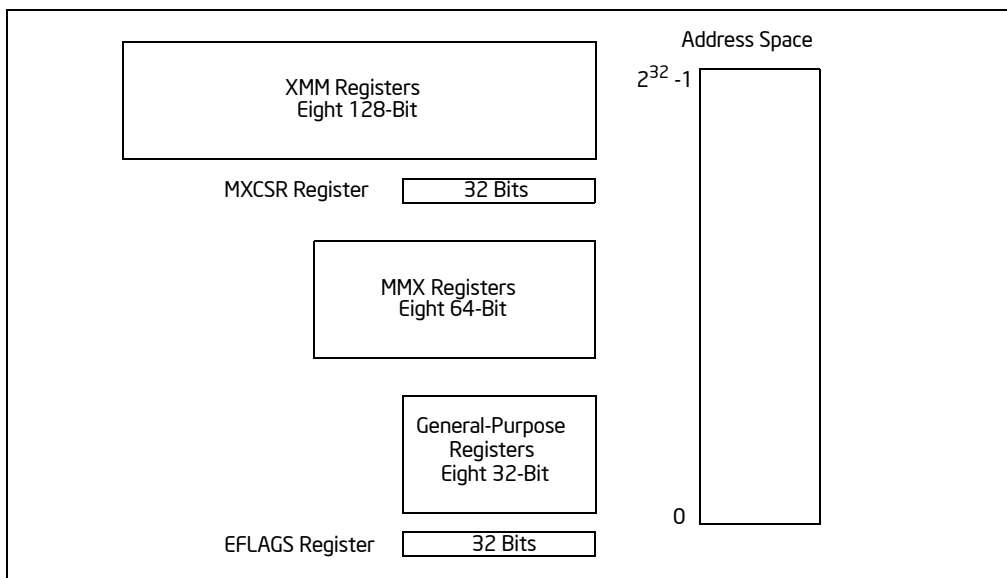 XMM Registers
Eight 128-Bit
MXCSR Register
32 Bits
MMX Registers
Eight 64-Bit
General-Purpose
Registers
Eight 32-Bit
EFLAGS Register
32 Bits
Address Space
2³² -1
0